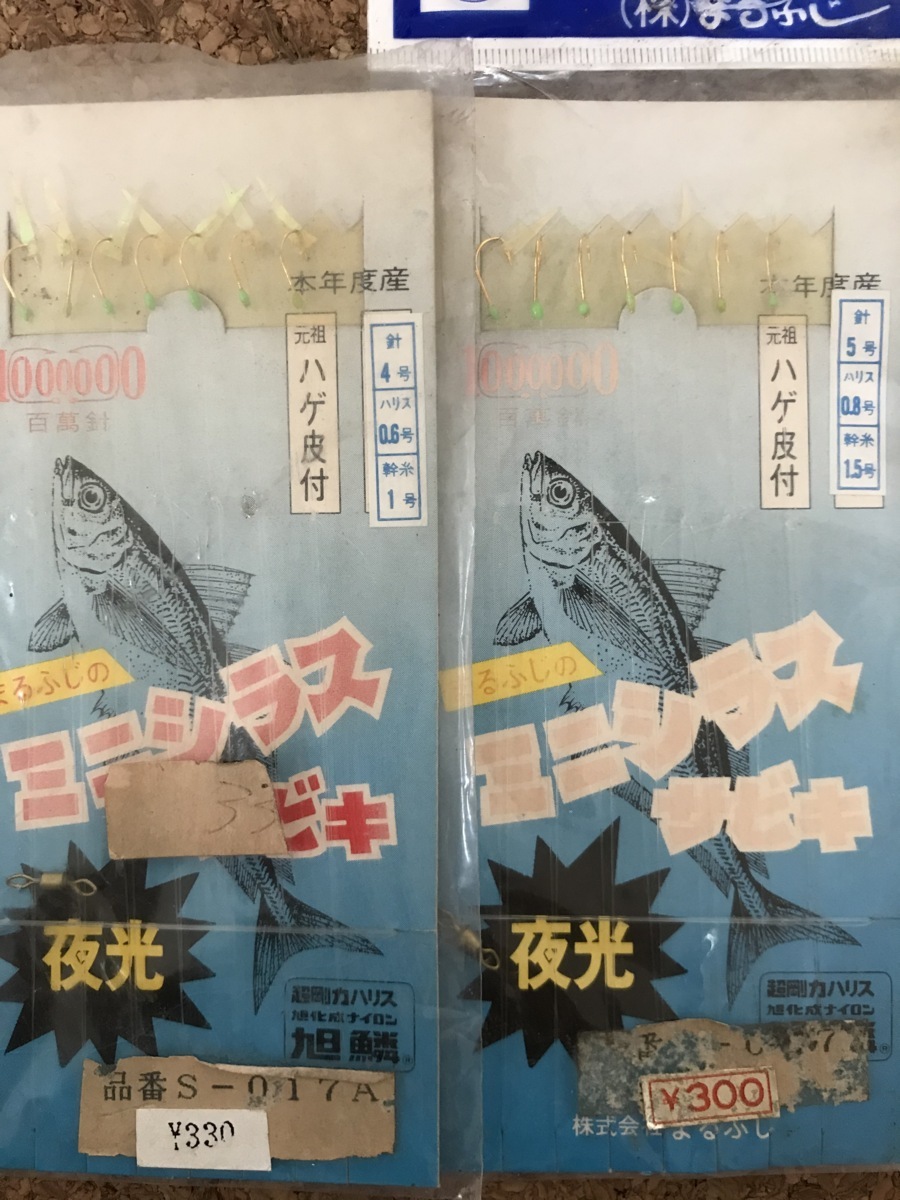 (株)まるふじ
本年度産
元祖
ハゲ皮付
針
4号
ハリス
0.6号
幹糸
1号
1000000
百萬針
まるふじの
ミニシラス
ビキ
夜光
超剛力ハリス
旭化成ナイロン
旭鱗®
品番S-017A
¥330
本年度産
元祖
ハゲ皮付
針
5号
ハリス
0.8号
幹糸
1.5号
1000000
百萬針
るふじの
ミニシラス
サビキ
夜光
超剛力ハリス
旭化成ナイロン
¥300
株式会社まるふじ